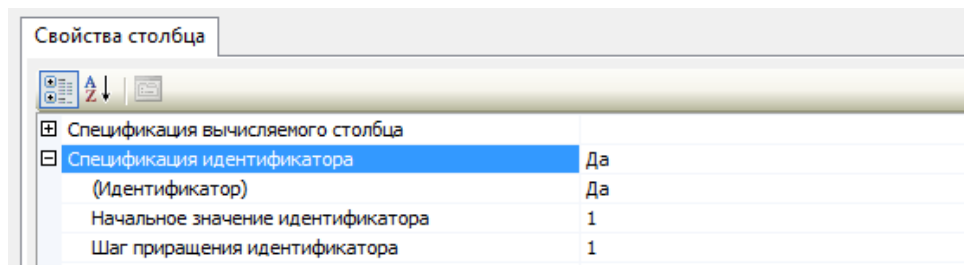 Свойства столбца
A
Z
Спецификация вычисляемого столбца
Спецификация идентификатора Да
(Идентификатор) Да
Начальное значение идентификатора 1
Шаг приращения идентификатора 1